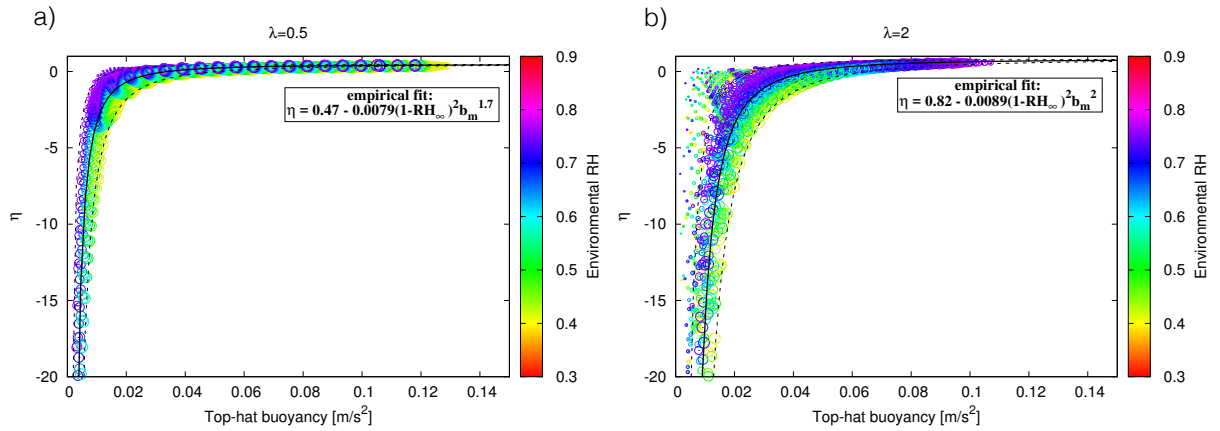 a)
λ=0.5
0
-5
-10
-15
-20
η
0
0.02
0.04
0.06
0.08
0.1
0.12
0.14
Top-hat buoyancy [m/s²]
empirical fit:
η = 0.47 - 0.0079(1-RH∞ )²bₘ¹·⁷
0.9
0.8
0.7
0.6
0.5
0.4
0.3
Environmental RH
b)
λ=2
0
-5
-10
-15
-20
η
0
0.02
0.04
0.06
0.08
0.1
0.12
0.14
Top-hat buoyancy [m/s²]
empirical fit:
η = 0.82 - 0.0089(1-RH∞ )²bₘ²
0.9
0.8
0.7
0.6
0.5
0.4
0.3
Environmental RH